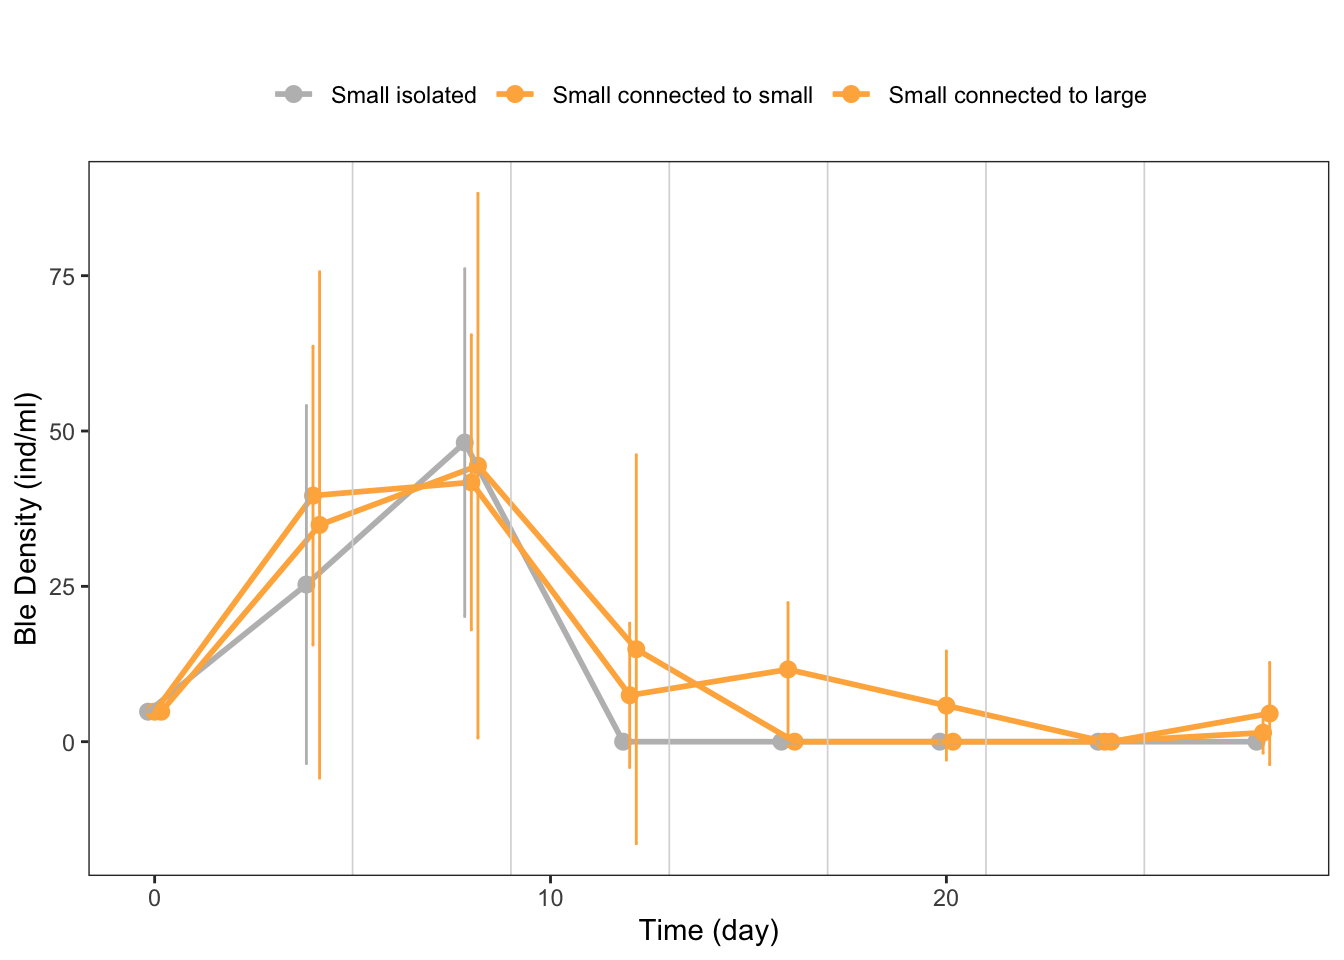 Small isolated Small connected to small Small connected to large
Ble Density (ind/ml)
75
50
25
0
0 10 20
Time (day)